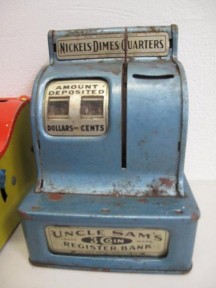 NICKELS DIMES QUARTERS
AMOUNT
DEPOSITED
DOLLARS CENTS
UNCLE SAM'S
3 COIN
REGISTER BANK